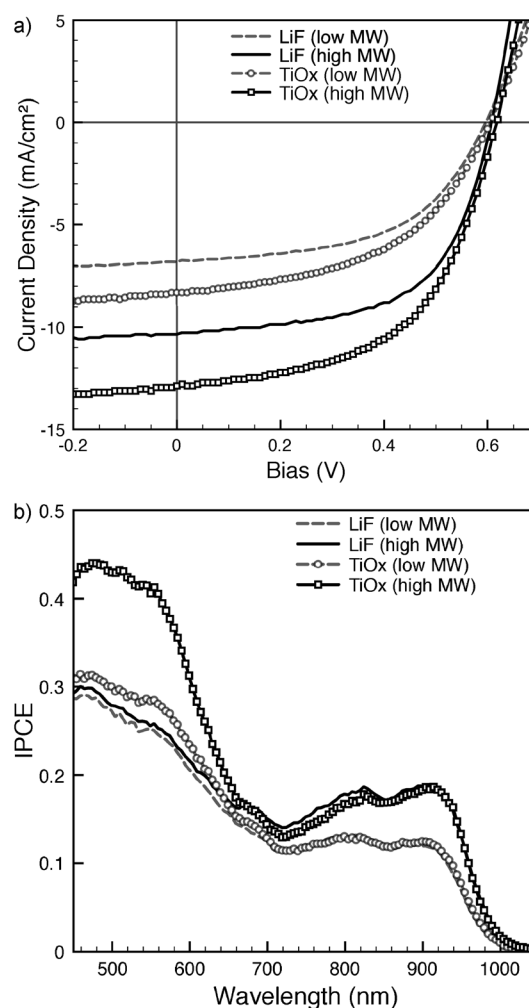 a)
5
LiF (low MW)
LiF (high MW)
TiOx (low MW)
TiOx (high MW)
0
-5
-10
-15
Current Density (mA/cm²)
-0.2
0
0.2
0.4
0.6
Bias (V)
b)
0.5
LiF (low MW)
LiF (high MW)
TiOx (low MW)
TiOx (high MW)
0.4
0.3
0.2
0.1
0
IPCE
500
600
700
800
900
1000
Wavelength (nm)